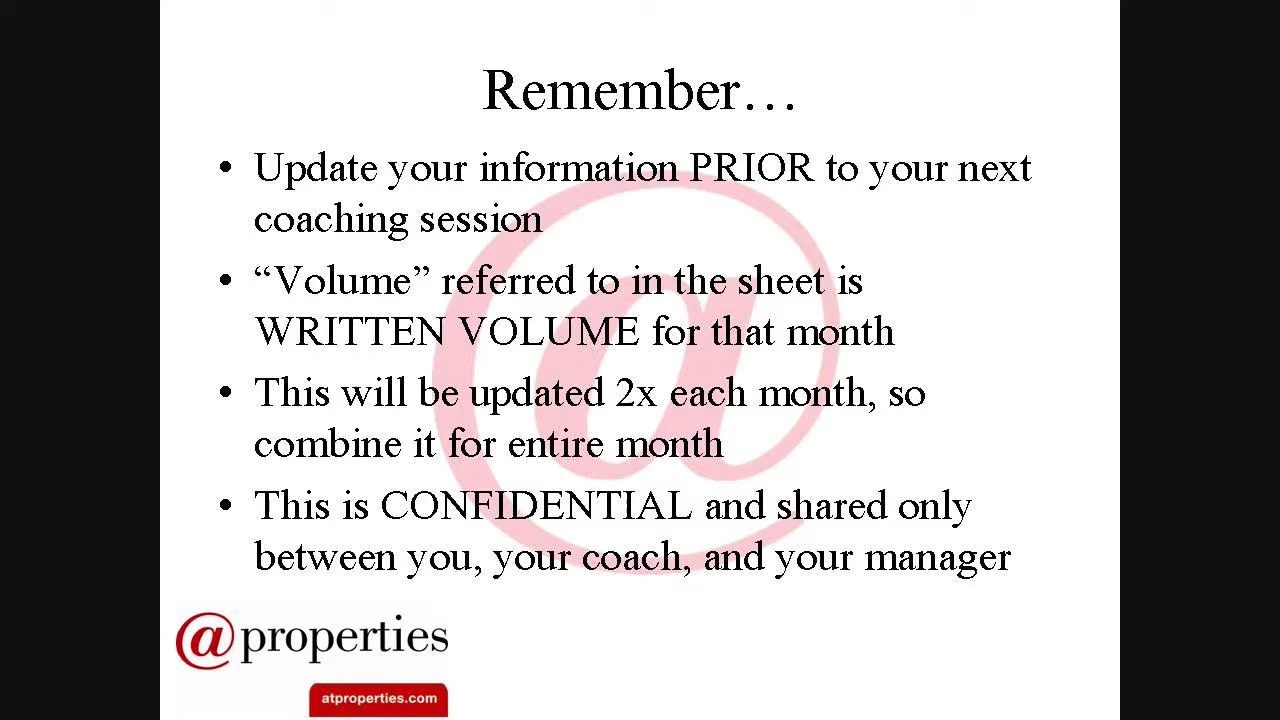 Remember…
• Update your information PRIOR to your next
coaching session
• “Volume” referred to in the sheet is
WRITTEN VOLUME for that month
• This will be updated 2x each month, so
combine it for entire month
• This is CONFIDENTIAL and shared only
between you, your coach, and your manager
@properties
atproperties.com